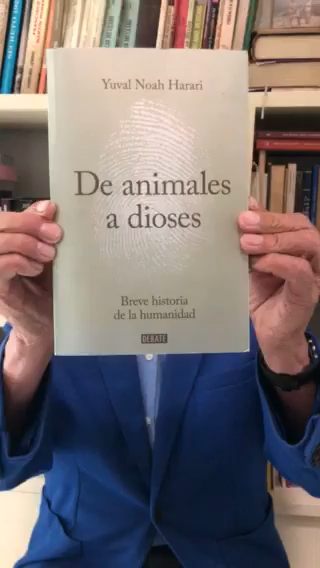 Yuval Noah Harari
De animales
a dioses
Breve historia
de la humanidad
DEBATE